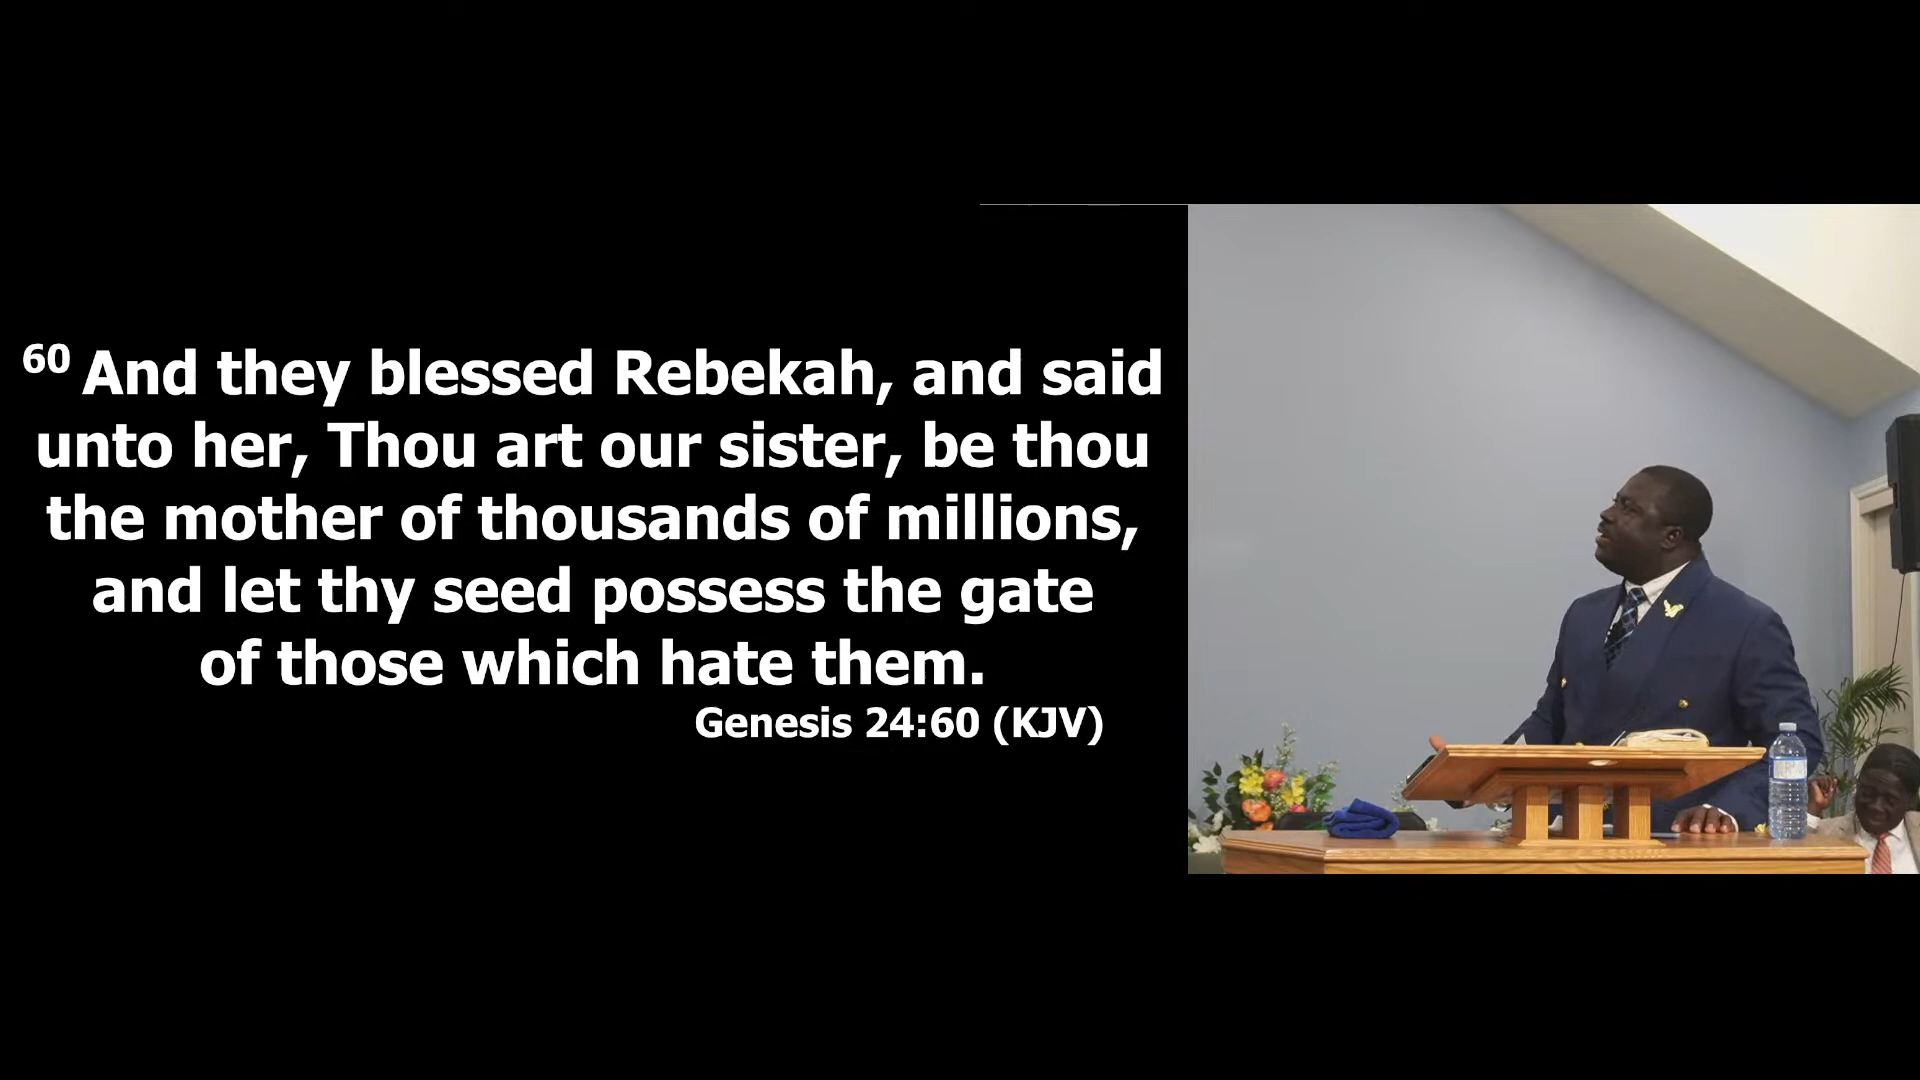 60 And they blessed Rebekah, and said
unto her, Thou art our sister, be thou
the mother of thousands of millions,
and let thy seed possess the gate
of those which hate them.
Genesis 24:60 (KJV)